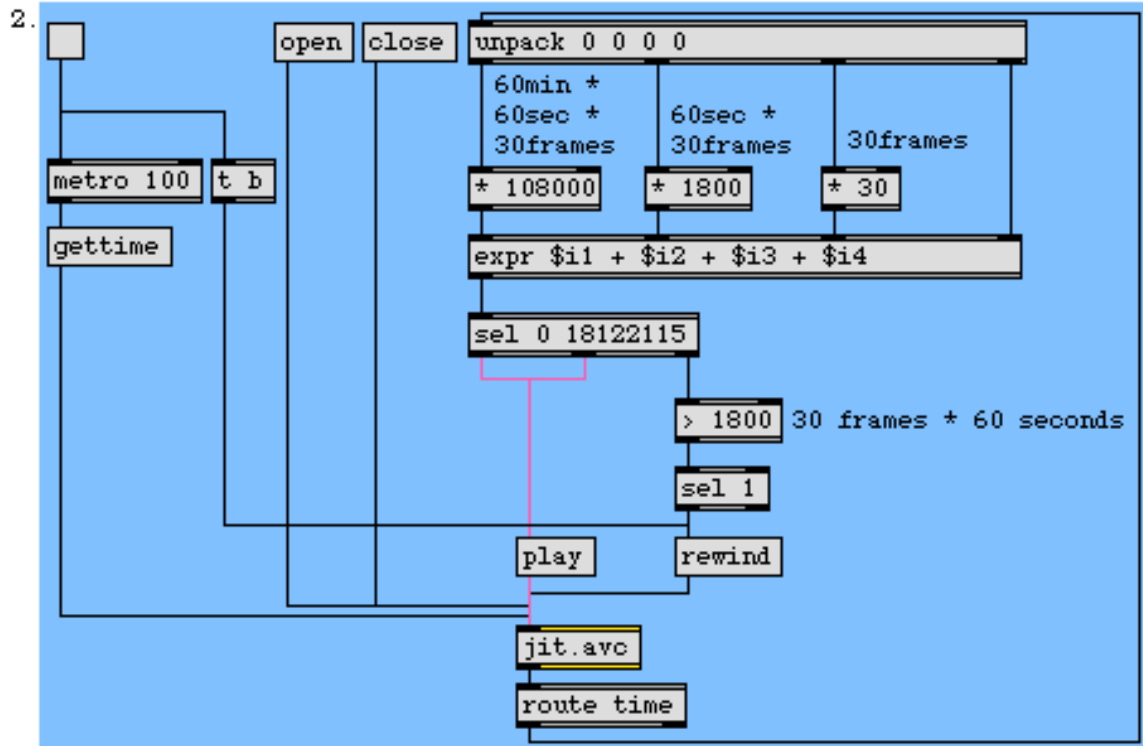 2.
open close unpack 0 0 0 0
60min *
60sec *
30frames
60sec *
30frames
30frames
metro 100 t b * 108000 * 1800 * 30
gettime expr $i1 + $i2 + $i3 + $i4
sel 0 18122115
> 1800 30 frames * 60 seconds
sel 1
play rewind
jit.avc
route time